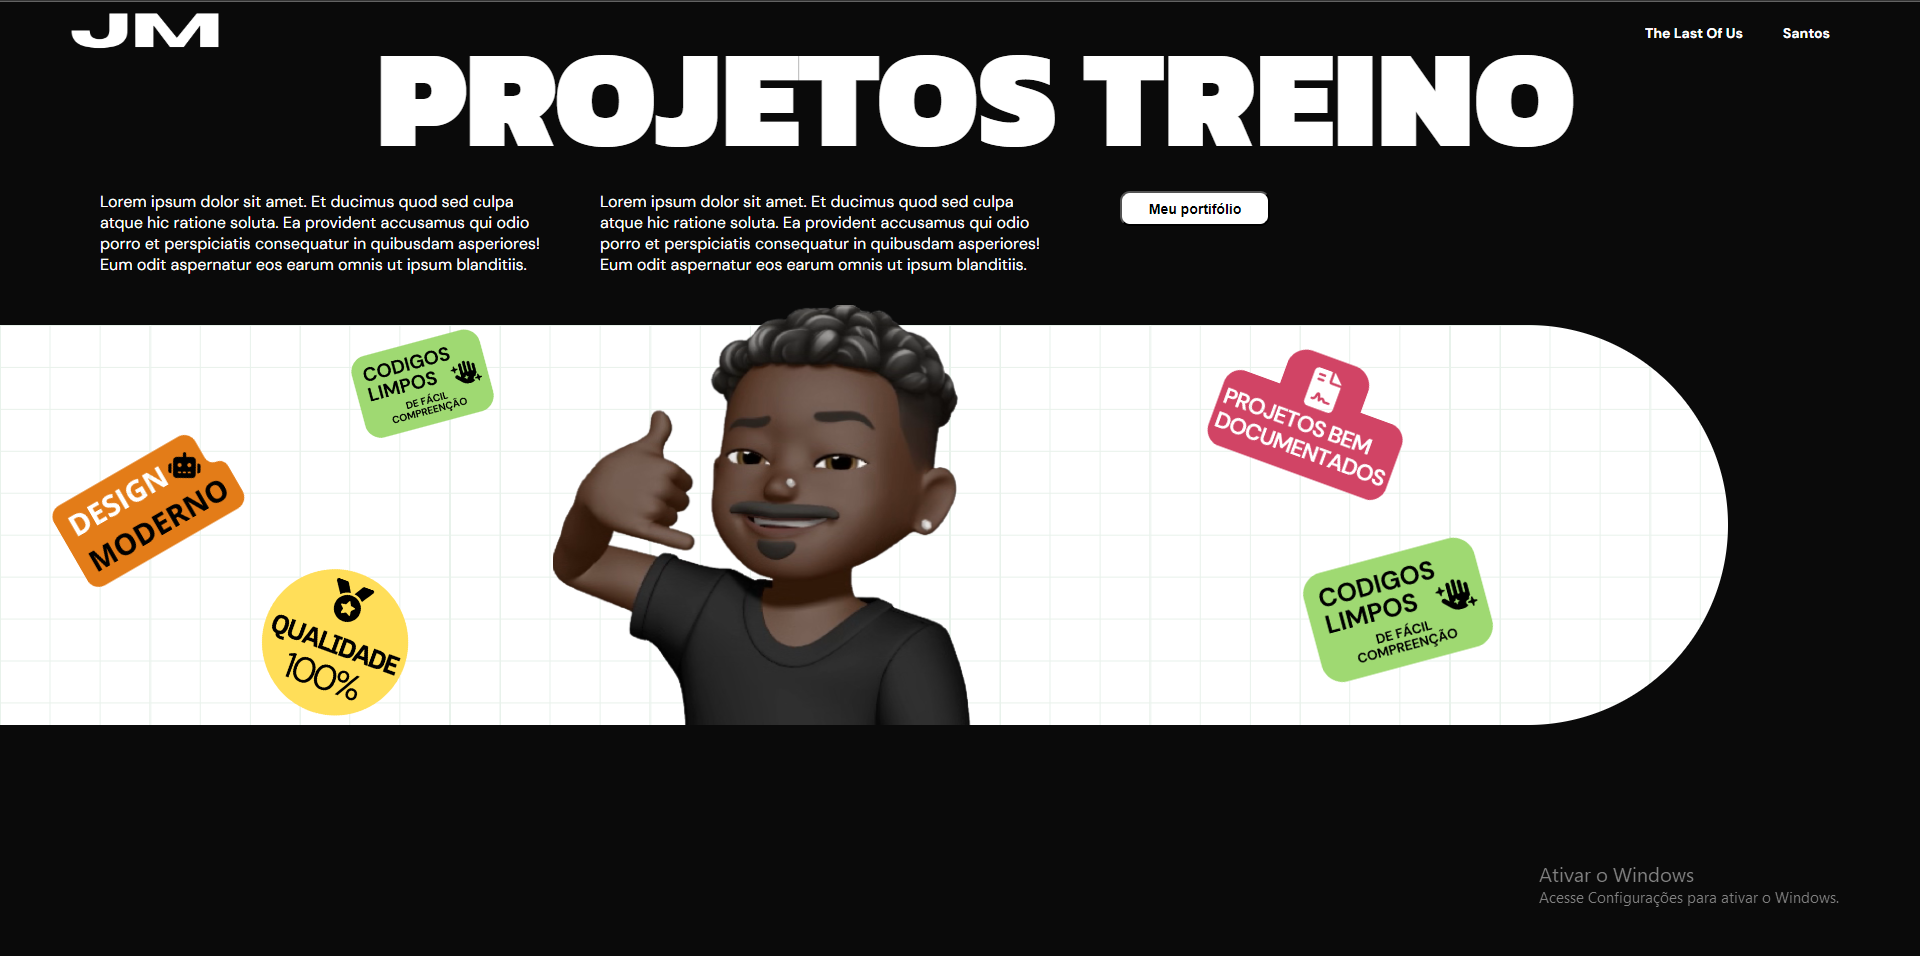 JM
The Last Of Us
Santos
PROJETOS TREINO
Lorem ipsum dolor sit amet. Et ducimus quod sed culpa
atque hic ratione soluta. Ea provident accusamus qui odio
porro et perspiciatis consequatur in quibusdam asperiores!
Eum odit aspernatur eos earum omnis ut ipsum blanditiis.
Lorem ipsum dolor sit amet. Et ducimus quod sed culpa
atque hic ratione soluta. Ea provident accusamus qui odio
porro et perspiciatis consequatur in quibusdam asperiores!
Eum odit aspernatur eos earum omnis ut ipsum blanditiis.
Meu portifólio
CODIGOS
LIMPOS
DE FÁCIL
COMPREENÇÃO
DESIGN
MODERNO
QUALIDADE
100%
PROJETOS BEM
DOCUMENTADOS
CODIGOS
LIMPOS
DE FÁCIL
COMPREENÇÃO
Ativar o Windows
Acesse Configurações para ativar o Windows.